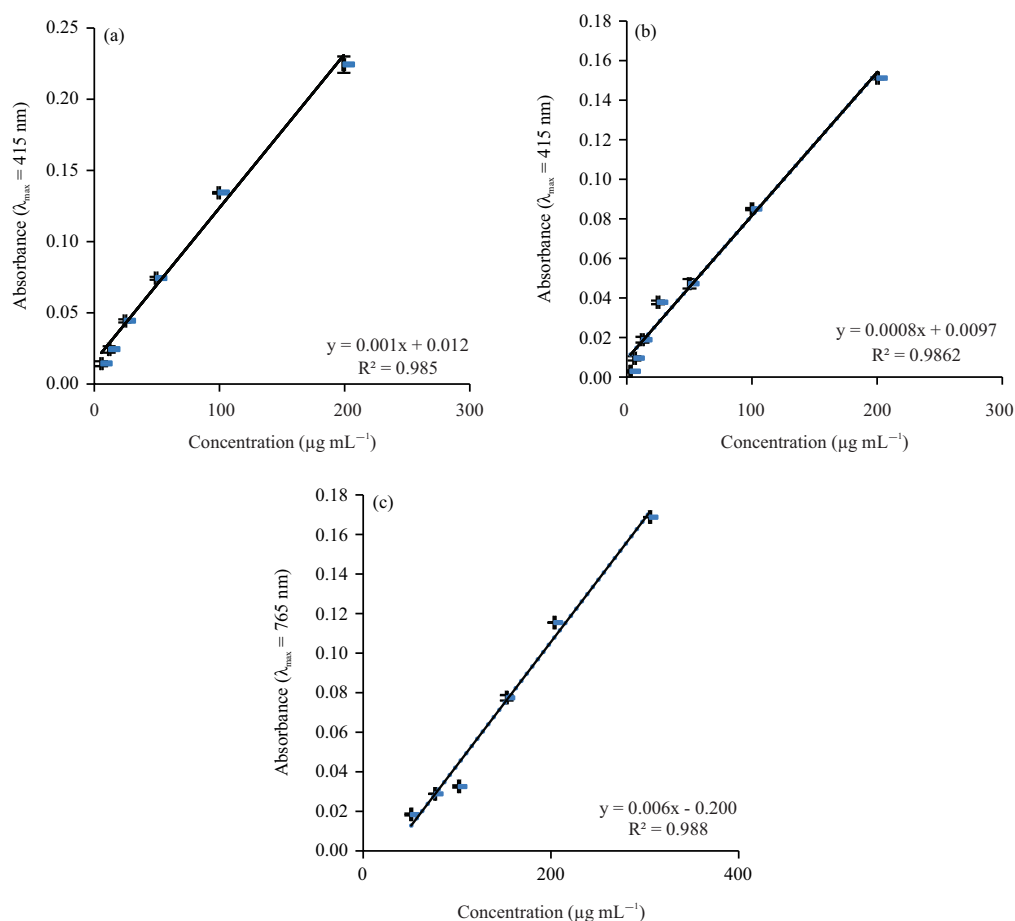 (a)
0.25
0.20
0.15
0.10
0.05
0.00
Absorbance (λmax = 415 nm)
y = 0.001x + 0.012
R² = 0.985
0 100 200 300
Concentration (µg mL⁻¹)
(b)
0.18
0.16
0.14
0.12
0.10
0.08
0.06
0.04
0.02
0.00
Absorbance (λmax = 415 nm)
y = 0.0008x + 0.0097
R² = 0.9862
0 100 200 300
Concentration (µg mL⁻¹)
(c)
0.18
0.16
0.14
0.12
0.10
0.08
0.06
0.04
0.02
0.00
Absorbance (λmax = 765 nm)
y = 0.006x - 0.200
R² = 0.988
0 200 400
Concentration (µg mL⁻¹)